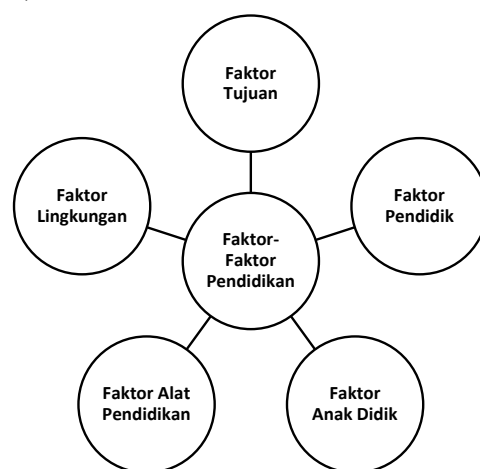 Faktor
Tujuan
Faktor
Lingkungan
Faktor
Pendidik
Faktor-
Faktor
Pendidikan
Faktor Alat
Pendidikan
Faktor
Anak Didik